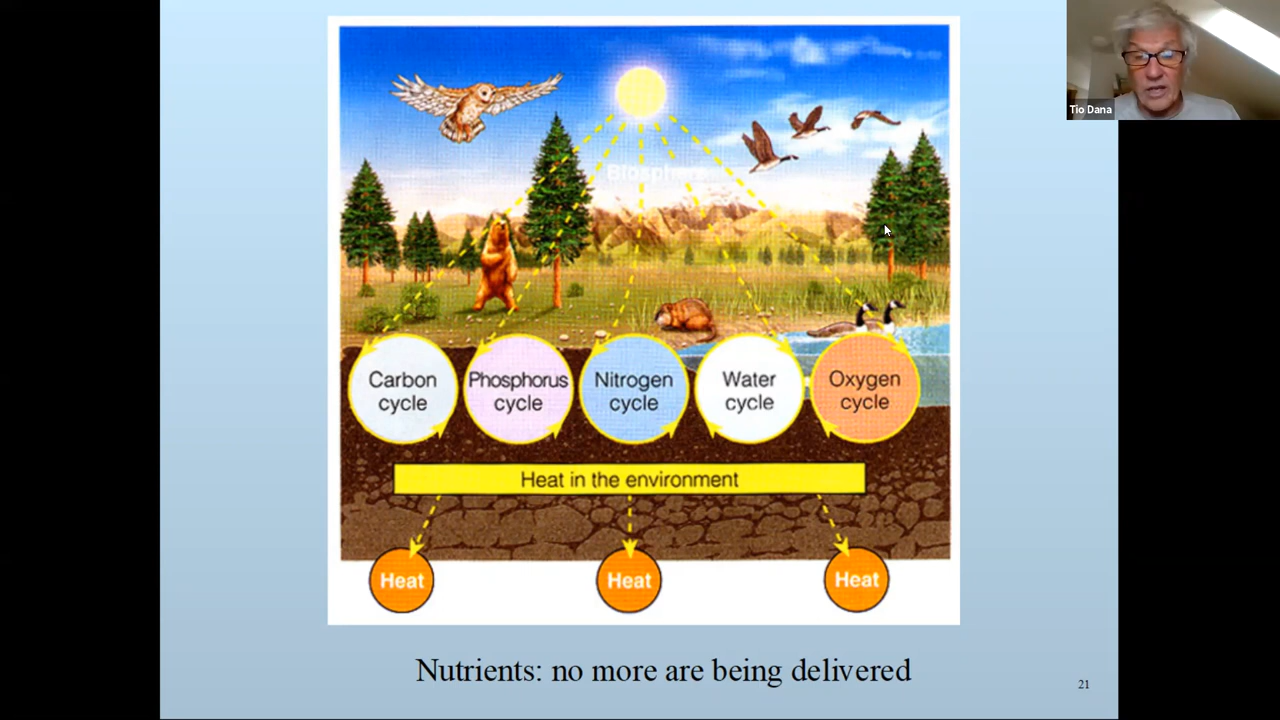 Tio Dana
Biosphere
Carbon
cycle
Phosphorus
cycle
Nitrogen
cycle
Water
cycle
Oxygen
cycle
Heat in the environment
Heat
Heat
Heat
Nutrients: no more are being delivered
21